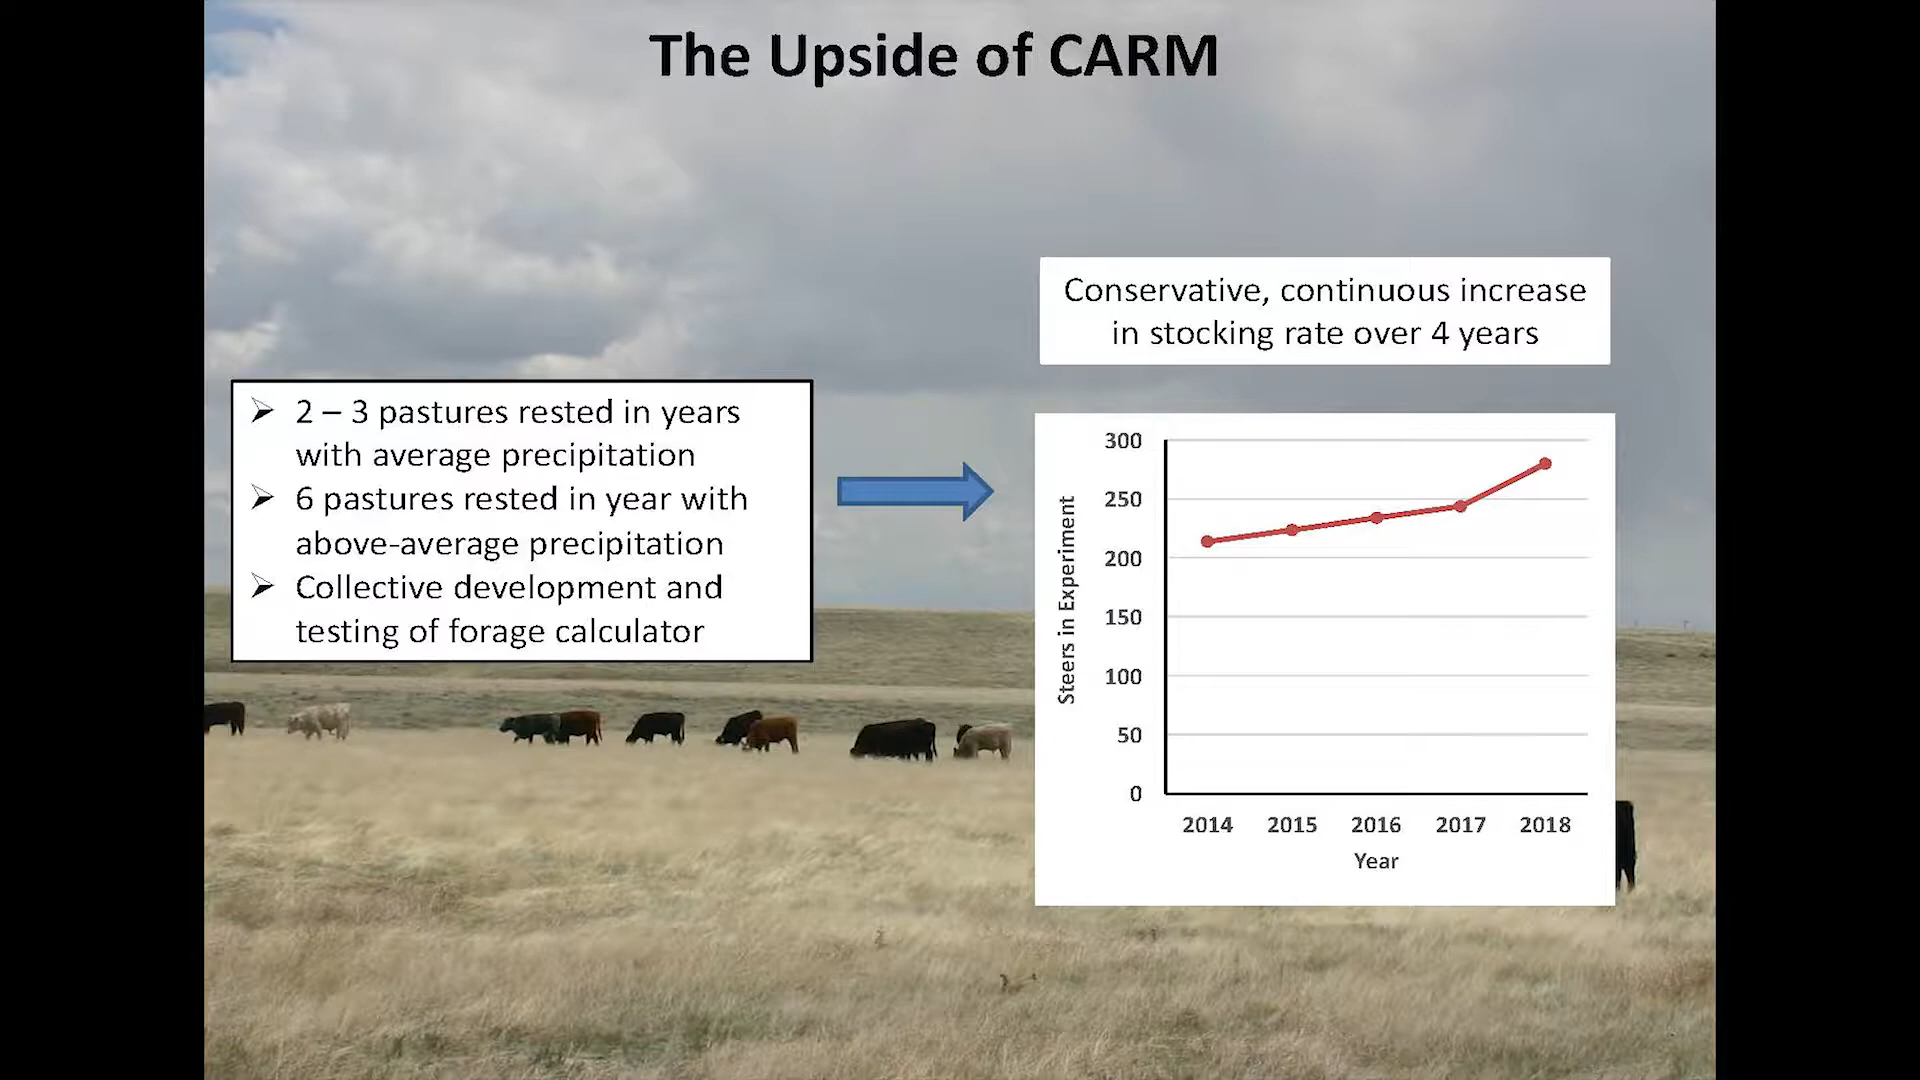 The Upside of CARM
Conservative, continuous increase
in stocking rate over 4 years
➢ 2 – 3 pastures rested in years
with average precipitation
➢ 6 pastures rested in year with
above-average precipitation
➢ Collective development and
testing of forage calculator
Steers in Experiment
300
250
200
150
100
50
0
2014 2015 2016 2017 2018
Year